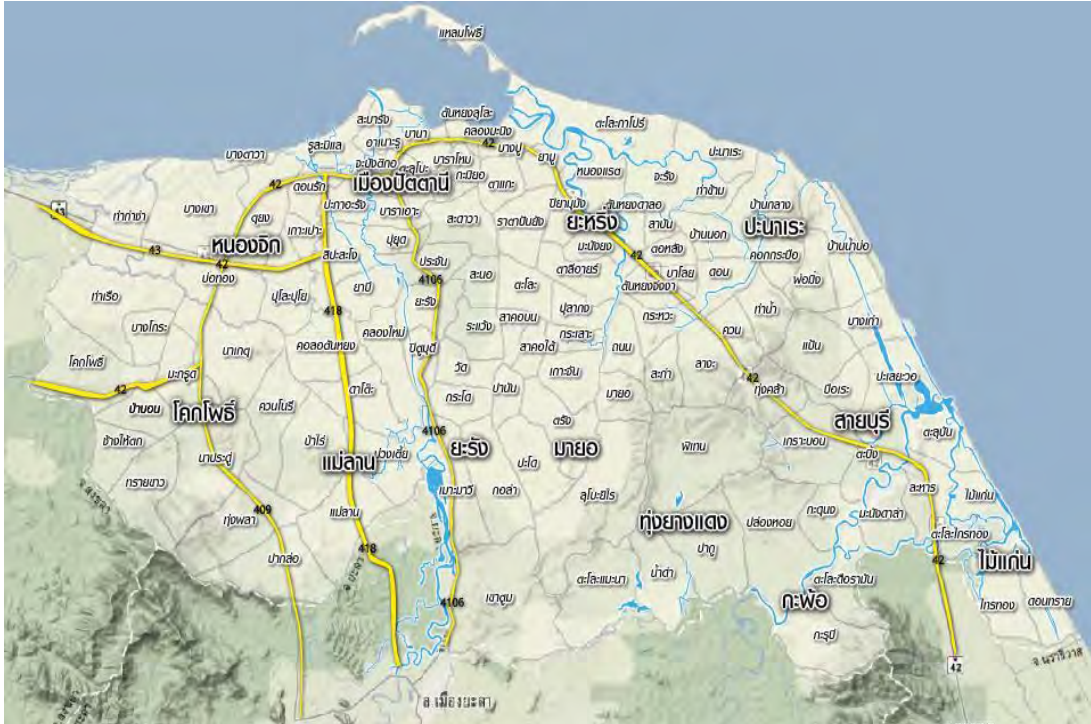 แหลมโพธิ์
สะบารัง
ตันหยงลุโละ
ตะโละกาโปร์
รูสะมิแล
อาเนาะรู
บานา
คลองมะนิง
42
บางปู
ยามู
ปะนาเระ
บางตาวา
จะบังติกอ
ตะลุโบะ
บาราโหม
กะมิยอ
ตาแกะ
หนองแรต
จะรัง
ท่าข้าม
42
ดอนรัก
เมืองปัตตานี
43
ท่ากำชำ
บางเขา
ตุยง
ปะกาฮะรัง
บาราเฮาะ
สะดาวา
ราตาปันยัง
ปิยามุมัง
ตันหยงดาลอ
บ้านกลาง
ยะหริ่ง
สาบัน
บ้านนอก
ปะนาเระ
เกาะเปาะ
หนองจิก
ปุยุด
มะนังยง
ตอหลัง
คอกกระบือ
บ้านน้ำบ่อ
43
42
สปะละโง
ประจัน
42
บาโลย
ดอน
พ่อมิ่ง
บ่อทอง
4106
สะนอ
ตะโละ
ตาลีอายร์
ตันหยงจึงงา
ท่าเรือ
ปุโละปุโย
ยาบี
ยะรัง
ปุลากง
ท่าน้ำ
418
ระแว้ง
สาคอบน
กระหวะ
ควน
บางเก่า
บางโกระ
คลองใหม่
กระเสาะ
คอลอตันหยง
สาคอใต้
ถนน
แป้น
นาเกตุ
ปิตูมุดี
โคกโพธิ์
วัด
เกาะจัน
สะกำ
ลางะ
มะกรูด
42
ทุ่งคล้า
ปะเสยะวอ
42
ดาโต๊ะ
กระโด
ปานัน
มายอ
บือเระ
ป่าบอน
โคกโพธิ์
ควนโนรี
ตรัง
สายบุรี
ตะลุบัน
ช้างให้ตก
ป่าไร่
4106
ยะรัง
มายอ
พิเทน
เตราะบอน
นาประดู่
แม่ลาน
ม่วงเตี้ย
ปะโด
ตะบิ้ง
ทรายขาว
เมาะมาวี
กอลำ
ลุโบะยิไร
ละหาร
ไม้แก่น
จ.สงขลา
409
แม่ลาน
ทุ่งยางแดง
กะดุนง
มะนังดาลำ
ทุ่งพลา
ปล่องหอย
ตะโละไกรทอง
ปากล่อ
418
ปากู
42
ไม้แก่น
จ.ยะลา
จ.ยะลา
ตะโละแมะนา
น้ำดำ
ตะโละดือรามัน
4106
เขาตูม
กะพ้อ
ไทรทอง
ดอนทราย
กะรุบี
จ.นราธิวาส
42
อ.เมืองยะลา